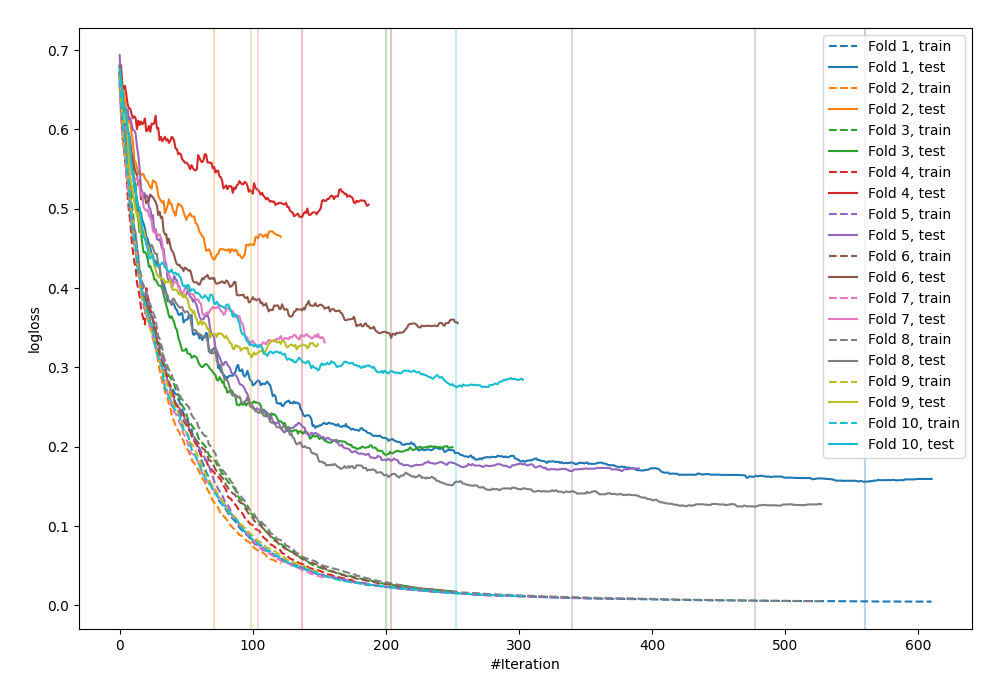 0.7
0.6
0.5
0.4
0.3
0.2
0.1
0.0
logloss
0 100 200 300 400 500 600
#Iteration
Fold 1, train
Fold 1, test
Fold 2, train
Fold 2, test
Fold 3, train
Fold 3, test
Fold 4, train
Fold 4, test
Fold 5, train
Fold 5, test
Fold 6, train
Fold 6, test
Fold 7, train
Fold 7, test
Fold 8, train
Fold 8, test
Fold 9, train
Fold 9, test
Fold 10, train
Fold 10, test